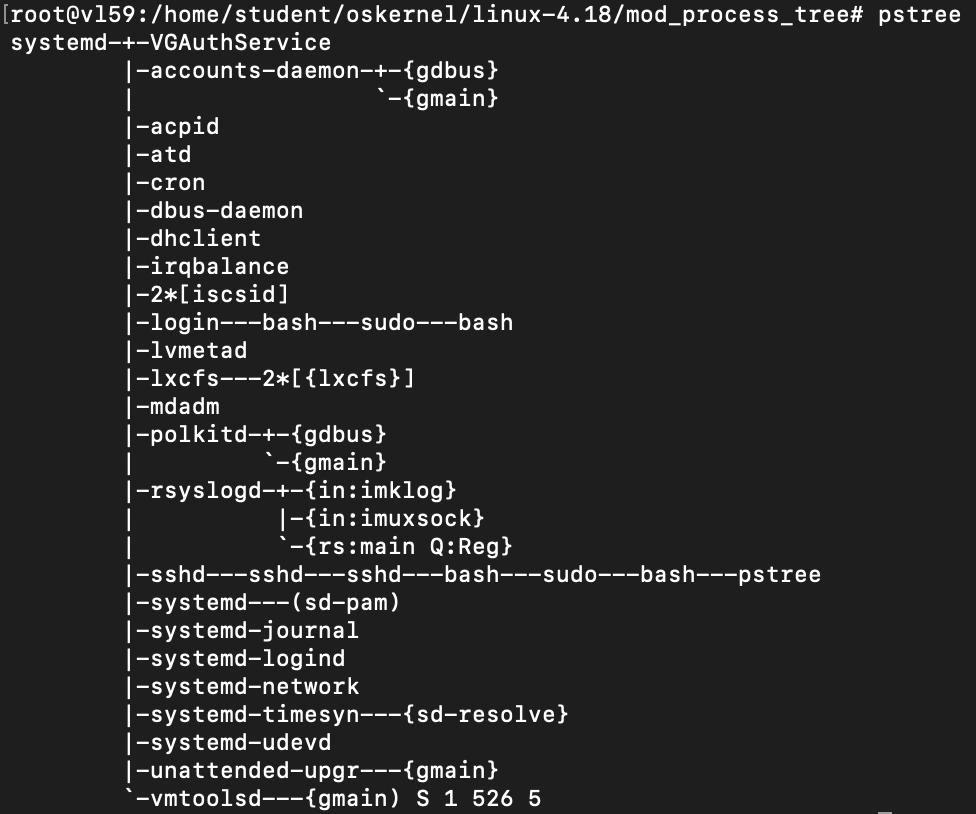 [root@vl59:/home/student/oskernel/linux-4.18/mod_process_tree# pstree
systemd-+-VGAuthService
        |-accounts-daemon-+-{gdbus}
        |                 `-{gmain}
        |-acpid
        |-atd
        |-cron
        |-dbus-daemon
        |-dhclient
        |-irqbalance
        |-2*[iscsid]
        |-login---bash---sudo---bash
        |-lvmetad
        |-lxcfs---2*[{lxcfs}]
        |-mdadm
        |-polkitd-+-{gdbus}
        |         `-{gmain}
        |-rsyslogd-+-{in:imklog}
        |          |-{in:imuxsock}
        |          `-{rs:main Q:Reg}
        |-sshd---sshd---sshd---bash---sudo---bash---pstree
        |-systemd---(sd-pam)
        |-systemd-journal
        |-systemd-logind
        |-systemd-network
        |-systemd-timesyn---{sd-resolve}
        |-systemd-udevd
        |-unattended-upgr---{gmain}
        `-vmtoolsd---{gmain) S 1 526 5